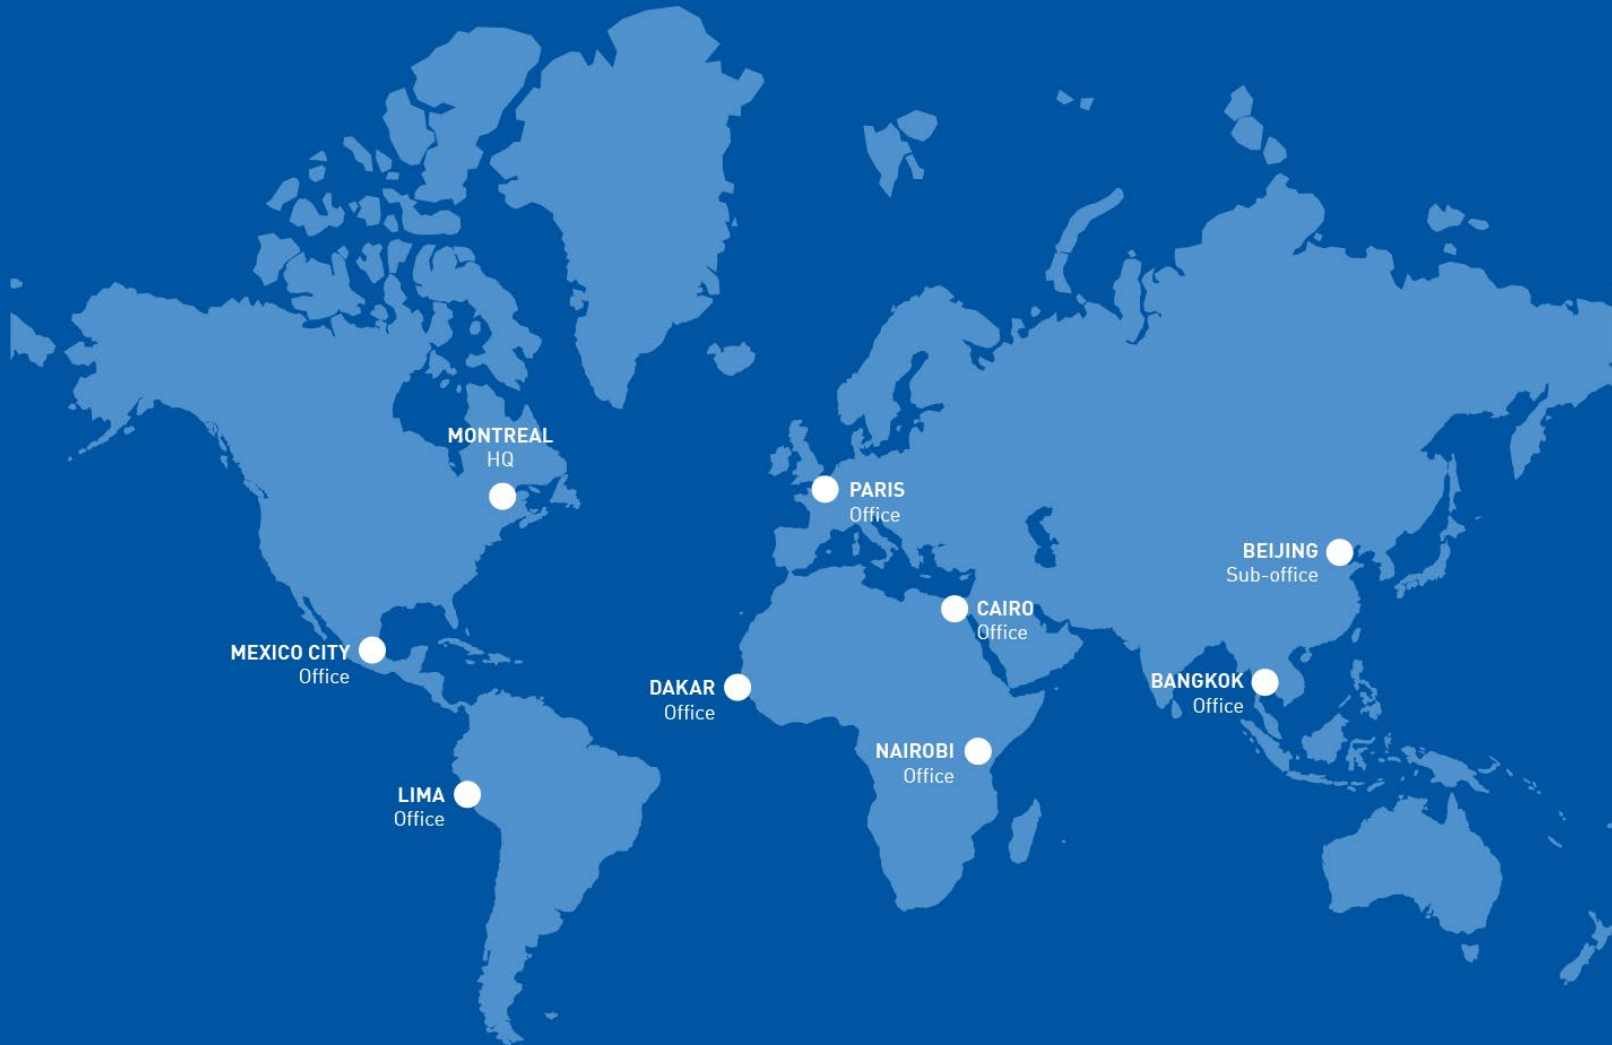 MONTREAL
HQ
PARIS
Office
BEIJING
Sub-office
CAIRO
Office
MEXICO CITY
Office
DAKAR
Office
BANGKOK
Office
NAIROBI
Office
LIMA
Office